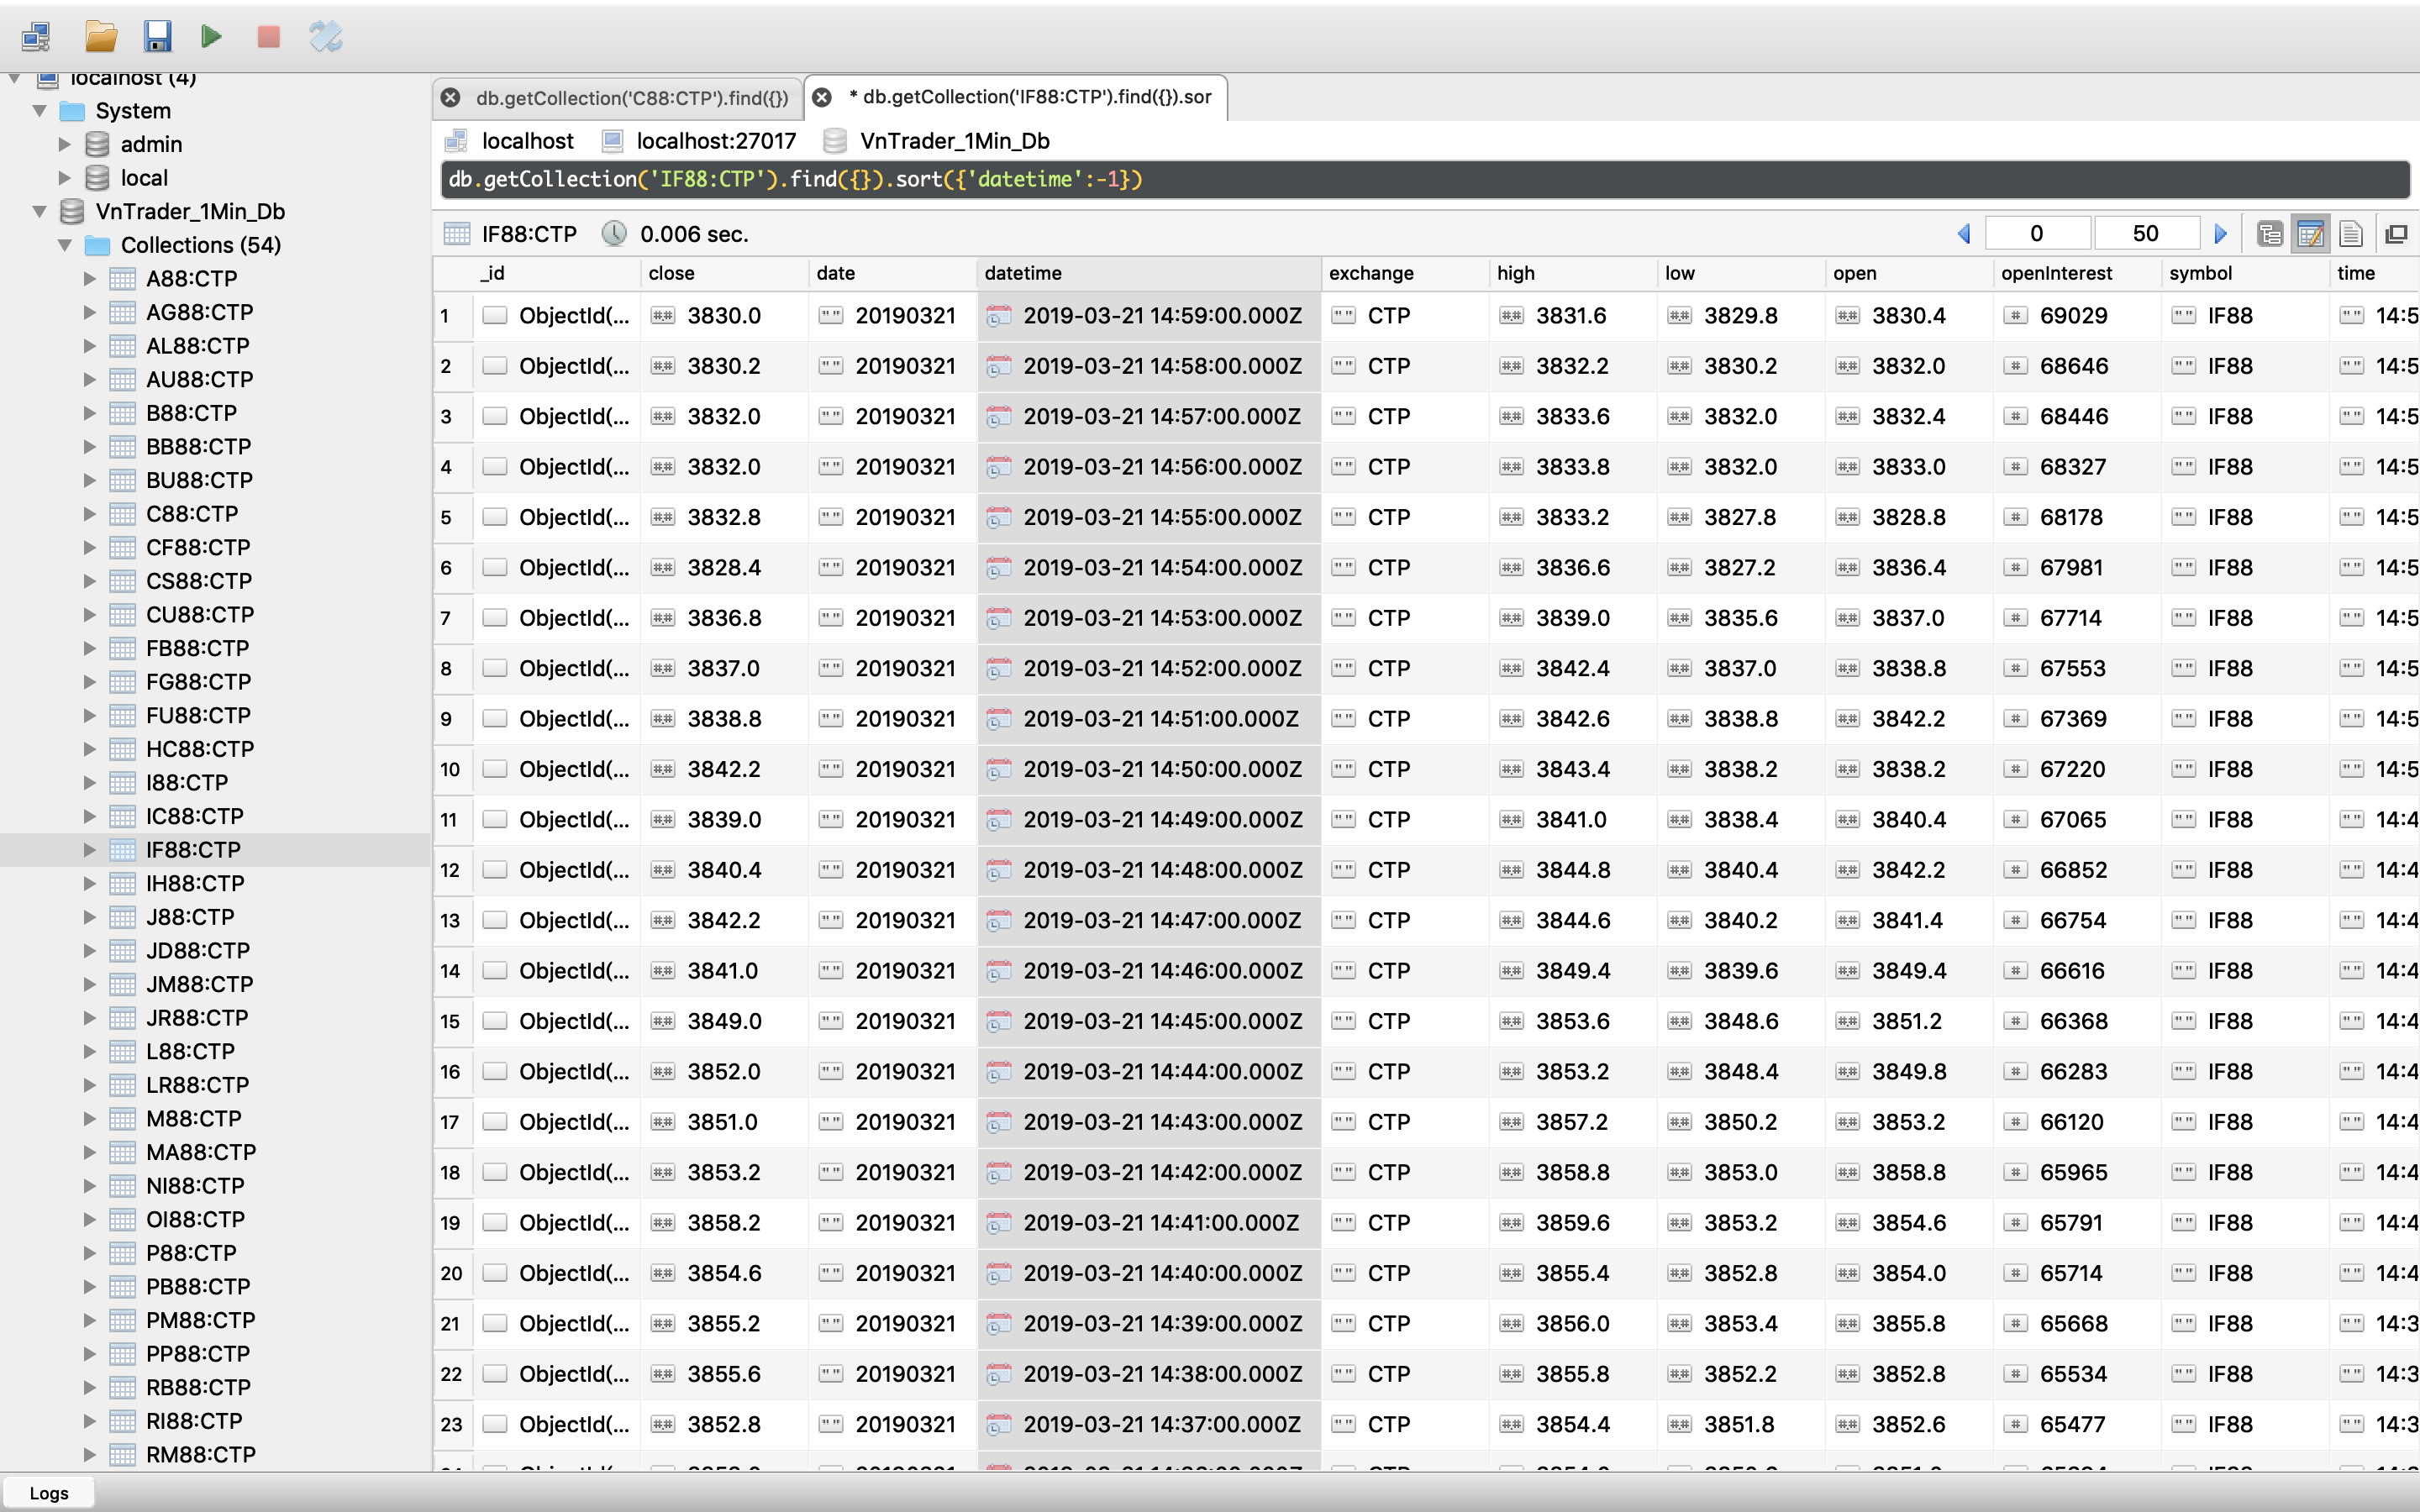 localhost (4)
System
admin
local
VnTrader_1Min_Db
Collections (54)
A88:CTP
AG88:CTP
AL88:CTP
AU88:CTP
B88:CTP
BB88:CTP
BU88:CTP
C88:CTP
CF88:CTP
CS88:CTP
CU88:CTP
FB88:CTP
FG88:CTP
FU88:CTP
HC88:CTP
I88:CTP
IC88:CTP
IF88:CTP
IH88:CTP
J88:CTP
JD88:CTP
JM88:CTP
JR88:CTP
L88:CTP
LR88:CTP
M88:CTP
MA88:CTP
NI88:CTP
OI88:CTP
P88:CTP
PB88:CTP
PM88:CTP
PP88:CTP
RB88:CTP
RI88:CTP
RM88:CTP
db.getCollection('C88:CTP').find({}) * db.getCollection('IF88:CTP').find({}).sor
localhost localhost:27017 VnTrader_1Min_Db
db.getCollection('IF88:CTP').find({}).sort({'datetime':-1})
IF88:CTP 0.006 sec. 0 50
_id close date datetime exchange high low open openInterest symbol time
1 ObjectId(... 3830.0 20190321 2019-03-21 14:59:00.000Z CTP 3831.6 3829.8 3830.4 69029 IF88 14:5
2 ObjectId(... 3830.2 20190321 2019-03-21 14:58:00.000Z CTP 3832.2 3830.2 3832.0 68646 IF88 14:5
3 ObjectId(... 3832.0 20190321 2019-03-21 14:57:00.000Z CTP 3833.6 3832.0 3832.4 68446 IF88 14:5
4 ObjectId(... 3832.0 20190321 2019-03-21 14:56:00.000Z CTP 3833.8 3832.0 3833.0 68327 IF88 14:5
5 ObjectId(... 3832.8 20190321 2019-03-21 14:55:00.000Z CTP 3833.2 3827.8 3828.8 68178 IF88 14:5
6 ObjectId(... 3828.4 20190321 2019-03-21 14:54:00.000Z CTP 3836.6 3827.2 3836.4 67981 IF88 14:5
7 ObjectId(... 3836.8 20190321 2019-03-21 14:53:00.000Z CTP 3839.0 3835.6 3837.0 67714 IF88 14:5
8 ObjectId(... 3837.0 20190321 2019-03-21 14:52:00.000Z CTP 3842.4 3837.0 3838.8 67553 IF88 14:5
9 ObjectId(... 3838.8 20190321 2019-03-21 14:51:00.000Z CTP 3842.6 3838.8 3842.2 67369 IF88 14:5
10 ObjectId(... 3842.2 20190321 2019-03-21 14:50:00.000Z CTP 3843.4 3838.2 3838.2 67220 IF88 14:5
11 ObjectId(... 3839.0 20190321 2019-03-21 14:49:00.000Z CTP 3841.0 3838.4 3840.4 67065 IF88 14:4
12 ObjectId(... 3840.4 20190321 2019-03-21 14:48:00.000Z CTP 3844.8 3840.4 3842.2 66852 IF88 14:4
13 ObjectId(... 3842.2 20190321 2019-03-21 14:47:00.000Z CTP 3844.6 3840.2 3841.4 66754 IF88 14:4
14 ObjectId(... 3841.0 20190321 2019-03-21 14:46:00.000Z CTP 3849.4 3839.6 3849.4 66616 IF88 14:4
15 ObjectId(... 3849.0 20190321 2019-03-21 14:45:00.000Z CTP 3853.6 3848.6 3851.2 66368 IF88 14:4
16 ObjectId(... 3852.0 20190321 2019-03-21 14:44:00.000Z CTP 3853.2 3848.4 3849.8 66283 IF88 14:4
17 ObjectId(... 3851.0 20190321 2019-03-21 14:43:00.000Z CTP 3857.2 3850.2 3853.2 66120 IF88 14:4
18 ObjectId(... 3853.2 20190321 2019-03-21 14:42:00.000Z CTP 3858.8 3853.0 3858.8 65965 IF88 14:4
19 ObjectId(... 3858.2 20190321 2019-03-21 14:41:00.000Z CTP 3859.6 3853.2 3854.6 65791 IF88 14:4
20 ObjectId(... 3854.6 20190321 2019-03-21 14:40:00.000Z CTP 3855.4 3852.8 3854.0 65714 IF88 14:4
21 ObjectId(... 3855.2 20190321 2019-03-21 14:39:00.000Z CTP 3856.0 3853.4 3855.8 65668 IF88 14:3
22 ObjectId(... 3855.6 20190321 2019-03-21 14:38:00.000Z CTP 3855.8 3852.2 3852.8 65534 IF88 14:3
23 ObjectId(... 3852.8 20190321 2019-03-21 14:37:00.000Z CTP 3854.4 3851.8 3852.6 65477 IF88 14:3
Logs